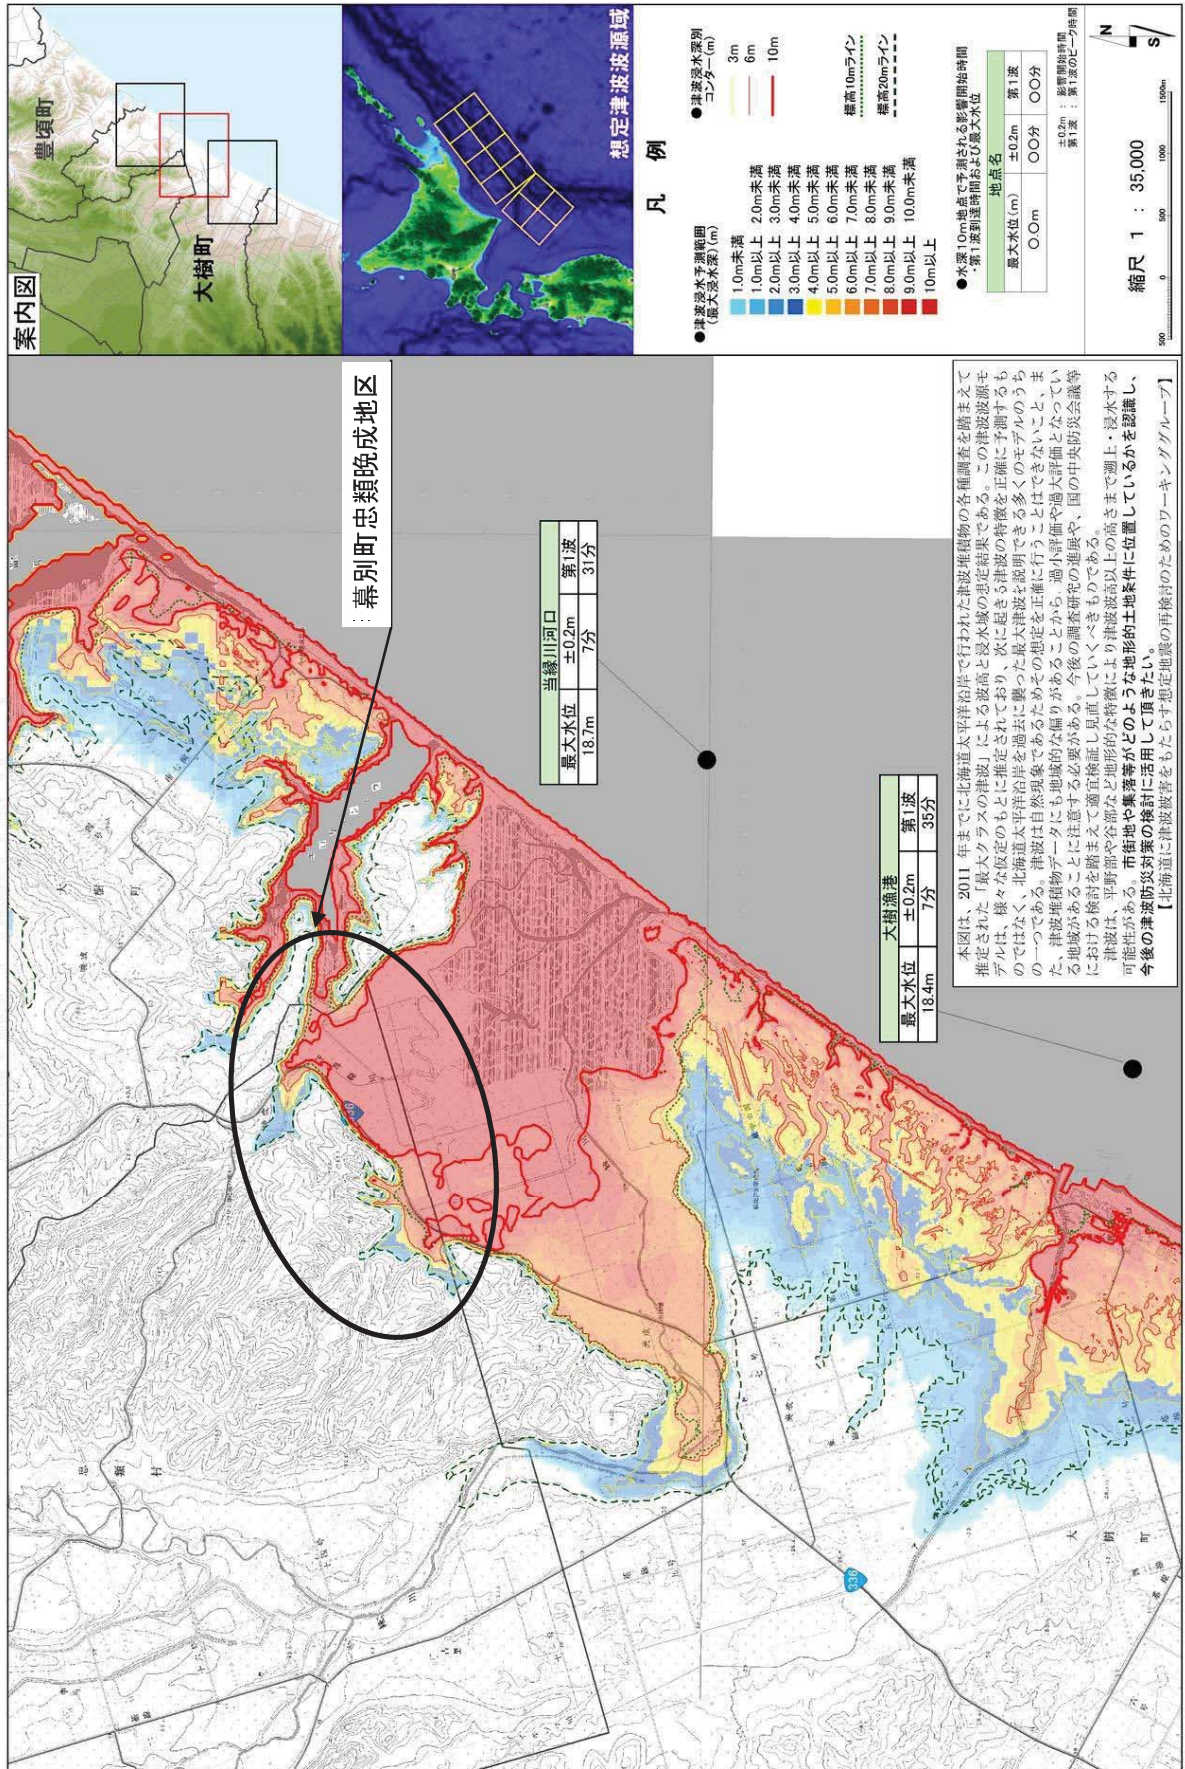 案内図
豊頃町
大樹町
想定津波波源域
凡 例
●津波浸水予測範囲
(最大浸水深)(m)
1.0m未満
1.0m以上 2.0m未満
2.0m以上 3.0m未満
3.0m以上 4.0m未満
4.0m以上 5.0m未満
5.0m以上 6.0m未満
6.0m以上 7.0m未満
7.0m以上 8.0m未満
8.0m以上 9.0m未満
9.0m以上 10.0m未満
10m以上
●津波浸水深別
コンター(m)
3m
6m
10m
標高10mライン
標高20mライン
●水深10m地点で予測される影響開始時間
・第1波到達時間および最大水位
地点名
最大水位(m) ±0.2m 第1波
〇.〇m 〇〇分 〇〇分
±0.2m : 影響開始時間
第1波 : 第1波のピーク時間
縮尺 1 : 35,000
500 0 500 1000 1500m
N
S
幕別町忠類晩成地区
当縁川河口
最大水位 ±0.2m 第1波
18.7m 7分 31分
大樹漁港
最大水位 ±0.2m 第1波
18.4m 7分 35分
336
大樹町
本図は、2011年までに北海道太平洋沿岸で行われた津波堆積物の各種調査を踏まえて
推定された「最大クラスの津波」による波高と浸水域の想定結果である。この津波波源モ
デルは、様々な仮定のもとに推定されており、次に起きる津波の特徴を正確に予測するも
のではなく、北海道太平洋沿岸を過去に襲った最大津波を説明できる多くのモデルのうち
の一つである。津波は自然現象であるためその想定を正確に行うことはできないこと、ま
た、津波堆積物データにも地域的な偏りがあることから、過小評価や過大評価となってい
る地域があることに注意する必要がある。今後の調査研究の進展や、国の中央防災会議等
における検討を踏まえて適宜検証し見直していくべきものである。
津波は、平野部や谷部など地形的な特徴により津波波高以上の高さまで遡上・浸水する
可能性がある。市街地や集落等がどのような地形的土地条件に位置しているかを認識し、
今後の津波防災対策の検討に活用して頂きたい。
【北海道に津波被害をもたらす想定地震の再検討のためのワーキンググループ】